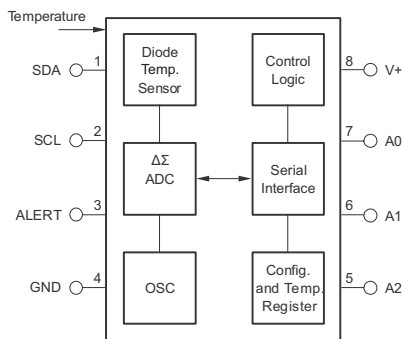 Temperature
SDA 1
SCL 2
ALERT 3
GND 4
Diode
Temp.
Sensor
ΔΣ
ADC
OSC
Control
Logic
Serial
Interface
Config.
and Temp.
Register
8 V+
7 A0
6 A1
5 A2